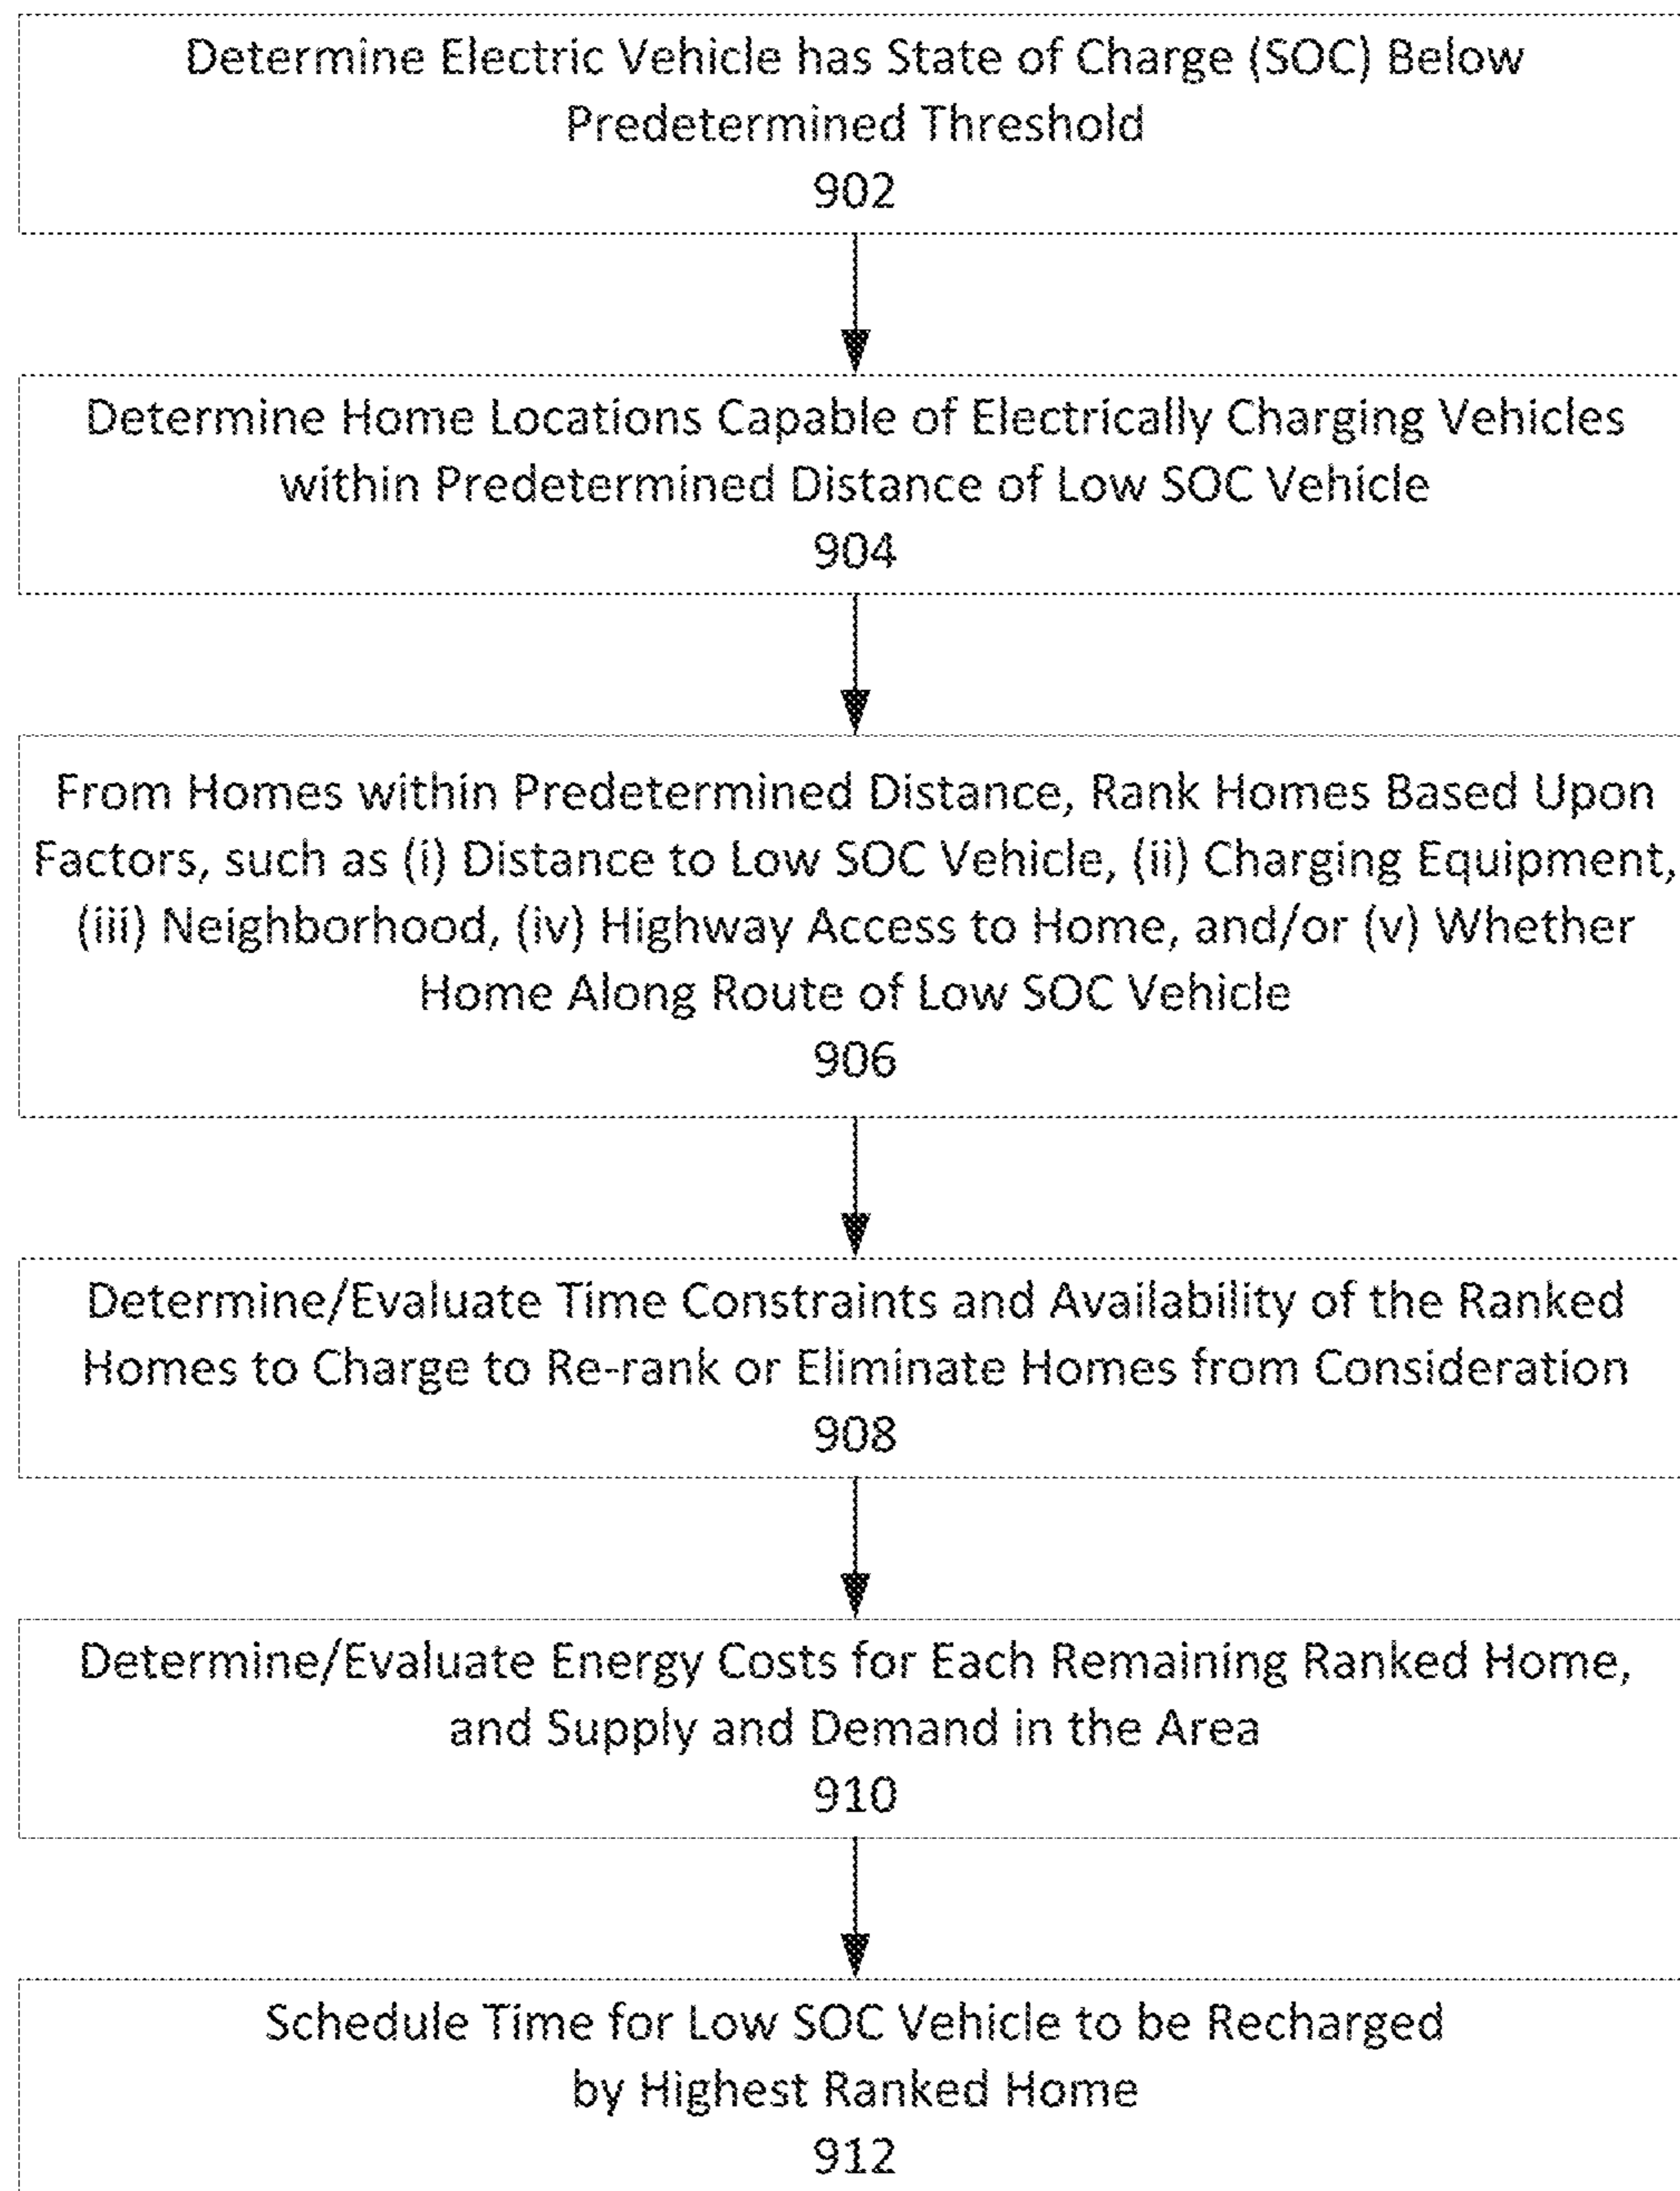 Determine Electric Vehicle has State of Charge (SOC) Below
Predetermined Threshold
902
Determine Home Locations Capable of Electrically Charging Vehicles
within Predetermined Distance of Low SOC Vehicle
904
From Homes within Predetermined Distance, Rank Homes Based Upon
Factors, such as (i) Distance to Low SOC Vehicle, (ii) Charging Equipment,
(iii) Neighborhood, (iv) Highway Access to Home, and/or (v) Whether
Home Along Route of Low SOC Vehicle
906
Determine/Evaluate Time Constraints and Availability of the Ranked
Homes to Charge to Re-rank or Eliminate Homes from Consideration
908
Determine/Evaluate Energy Costs for Each Remaining Ranked Home,
and Supply and Demand in the Area
910
Schedule Time for Low SOC Vehicle to be Recharged
by Highest Ranked Home
912